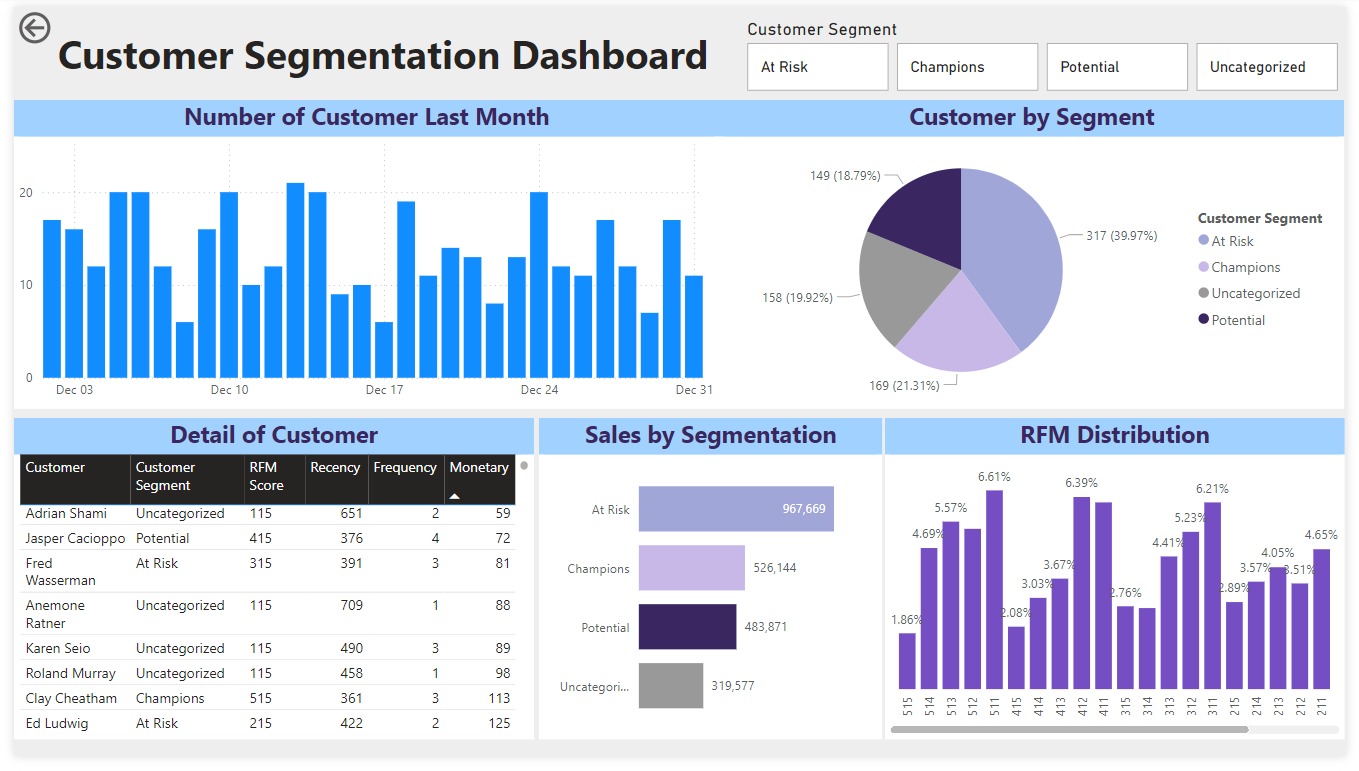 Customer Segmentation Dashboard
Customer Segment
At Risk
Champions
Potential
Uncategorized
Number of Customer Last Month
20
10
0
Dec 03
Dec 10
Dec 17
Dec 24
Dec 31
Customer by Segment
149 (18.79%)
317 (39.97%)
158 (19.92%)
169 (21.31%)
Customer Segment
At Risk
Champions
Uncategorized
Potential
Detail of Customer
Customer Customer Segment RFM Score Recency Frequency Monetary
Adrian Shami Uncategorized 115 651 2 59
Jasper Cacioppo Potential 415 376 4 72
Fred Wasserman At Risk 315 391 3 81
Anemone Ratner Uncategorized 115 709 1 88
Karen Seio Uncategorized 115 490 3 89
Roland Murray Uncategorized 115 458 1 98
Clay Cheatham Champions 515 361 3 113
Ed Ludwig At Risk 215 422 2 125
Sales by Segmentation
At Risk 967,669
Champions 526,144
Potential 483,871
Uncategori... 319,577
RFM Distribution
1.86%
4.69%
5.57%
6.61%
2.08%
3.03%
3.67%
6.39%
2.76%
4.41%
5.23%
6.21%
2.89%
3.57%
4.05%
3.51%
4.65%
515
514
513
512
511
415
414
413
412
411
315
314
313
312
311
215
214
213
212
211